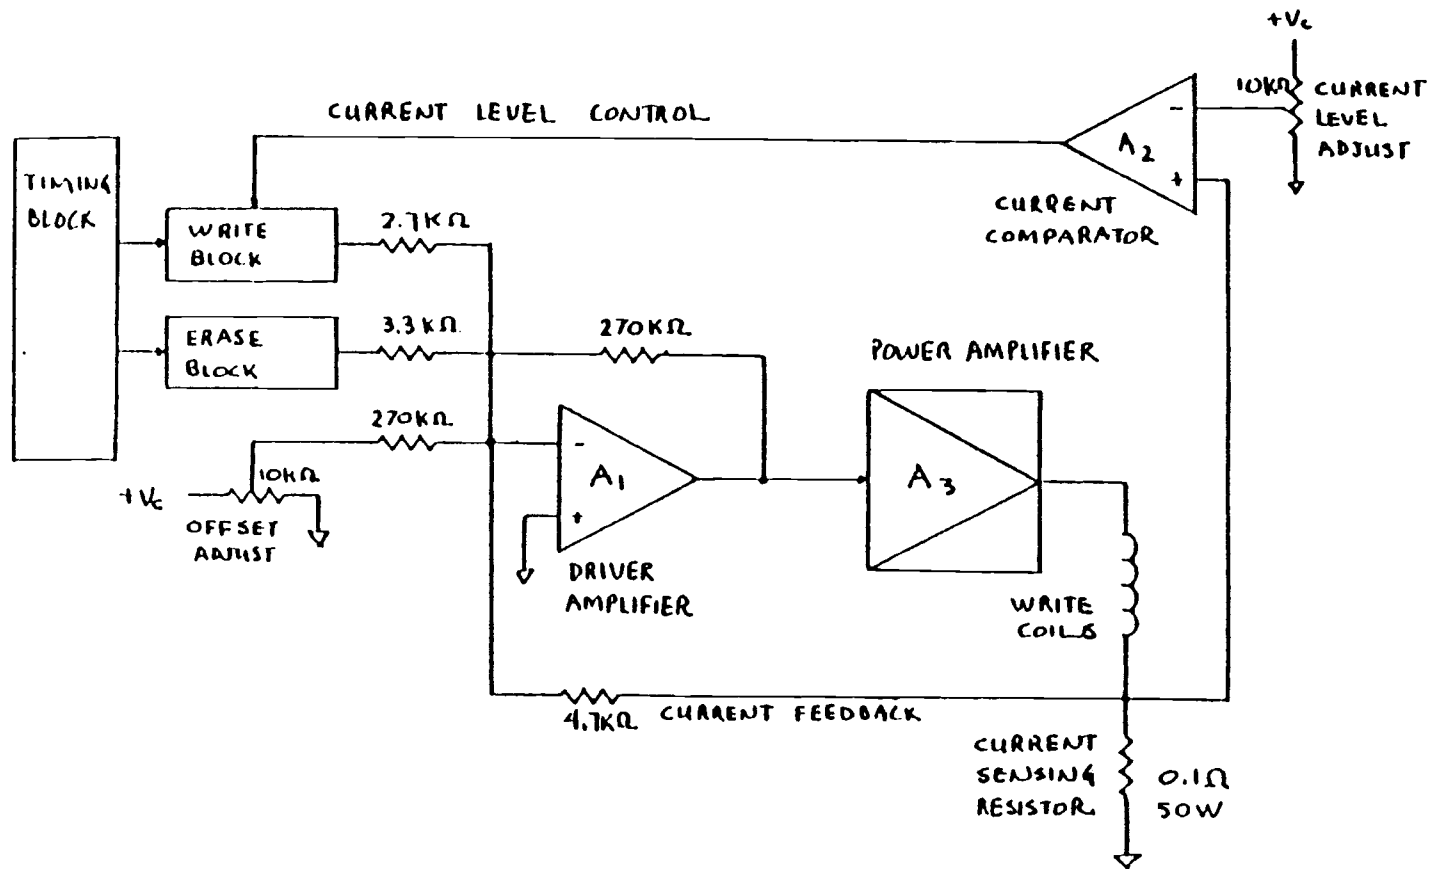 +Vc
10KΩ
CURRENT
LEVEL
ADJUST
CURRENT LEVEL CONTROL
-
A2
+
CURRENT
COMPARATOR
TIMING
BLOCK
WRITE
BLOCK
2.7KΩ
ERASE
BLOCK
3.3KΩ
270KΩ
POWER AMPLIFIER
270KΩ
-
A1
+
A3
+Vc
10KΩ
OFFSET
ADJUST
DRIVER
AMPLIFIER
WRITE
COILS
4.7KΩ
CURRENT FEEDBACK
CURRENT
SENSING
RESISTOR
0.1Ω
50W